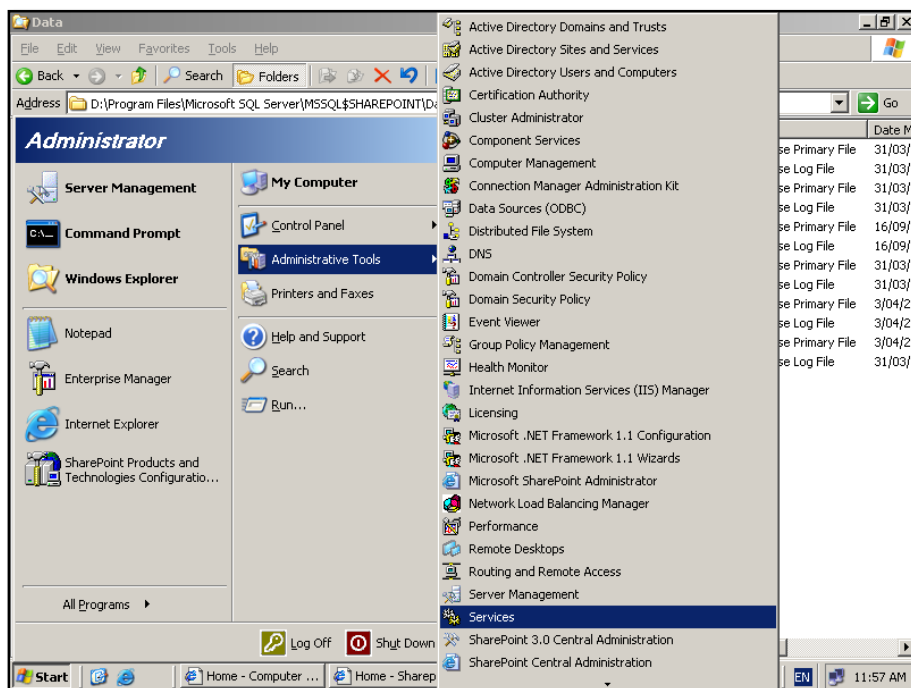 Data
File Edit View Favorites Tools Help
Back Search Folders
Address D:\Program Files\Microsoft SQL Server\MSSQL$SHAREPOINT\Da Go
Date M
se Primary File 31/03/
se Log File 31/03/
se Primary File 31/03/
se Log File 31/03/
se Primary File 16/09/
se Log File 16/09/
se Primary File 31/03/
se Log File 31/03/
se Primary File 3/04/2
se Log File 3/04/2
se Primary File 3/04/2
se Log File 31/03/
Administrator
Server Management
Command Prompt
Windows Explorer
Notepad
Enterprise Manager
Internet Explorer
SharePoint Products and
Technologies Configuratio...
All Programs
My Computer
Control Panel
Administrative Tools
Printers and Faxes
Help and Support
Search
Run...
Log Off Shut Down
Active Directory Domains and Trusts
Active Directory Sites and Services
Active Directory Users and Computers
Certification Authority
Cluster Administrator
Component Services
Computer Management
Connection Manager Administration Kit
Data Sources (ODBC)
Distributed File System
DNS
Domain Controller Security Policy
Domain Security Policy
Event Viewer
Group Policy Management
Health Monitor
Internet Information Services (IIS) Manager
Licensing
Microsoft .NET Framework 1.1 Configuration
Microsoft .NET Framework 1.1 Wizards
Microsoft SharePoint Administrator
Network Load Balancing Manager
Performance
Remote Desktops
Routing and Remote Access
Server Management
Services
SharePoint 3.0 Central Administration
SharePoint Central Administration
Start Home - Computer ... Home - Sharep EN 11:57 AM